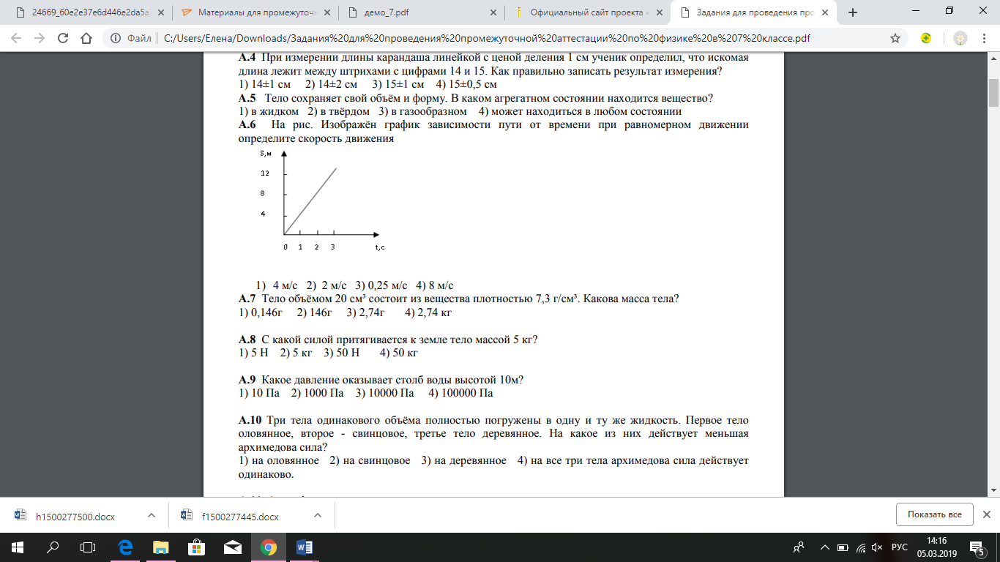 24669_60e2e37e6d446e2da5a
Материалы для промежуточн
демо_7.pdf
Официальный сайт проекта «
Задания для проведения про
Файл
C:/Users/Елена/Downloads/Задания%20для%20проведения%20промежуточной%20аттестации%20по%20физике%20в%207%20классе.pdf
А.4 При измерении длины карандаша линейкой с ценой деления 1 см ученик определил, что искомая
длина лежит между штрихами с цифрами 14 и 15. Как правильно записать результат измерения?
1) 14±1 см 2) 14±2 см 3) 15±1 см 4) 15±0,5 см
А.5 Тело сохраняет свой объём и форму. В каком агрегатном состоянии находится вещество?
1) в жидком 2) в твёрдом 3) в газообразном 4) может находиться в любом состоянии
А.6 На рис. Изображён график зависимости пути от времени при равномерном движении
определите скорость движения
S,м
12
8
4
0 1 2 3 t,с
1) 4 м/с 2) 2 м/с 3) 0,25 м/с 4) 8 м/с
А.7 Тело объёмом 20 см³ состоит из вещества плотностью 7,3 г/см³. Какова масса тела?
1) 0,146г 2) 146г 3) 2,74г 4) 2,74 кг
А.8 С какой силой притягивается к земле тело массой 5 кг?
1) 5 Н 2) 5 кг 3) 50 Н 4) 50 кг
А.9 Какое давление оказывает столб воды высотой 10м?
1) 10 Па 2) 1000 Па 3) 10000 Па 4) 100000 Па
А.10 Три тела одинакового объёма полностью погружены в одну и ту же жидкость. Первое тело
оловянное, второе - свинцовое, третье тело деревянное. На какое из них действует меньшая
архимедова сила?
1) на оловянное 2) на свинцовое 3) на деревянное 4) на все три тела архимедова сила действует
одинаково.
h1500277500.docx
f1500277445.docx
Показать все
РУС
14:16
05.03.2019
5